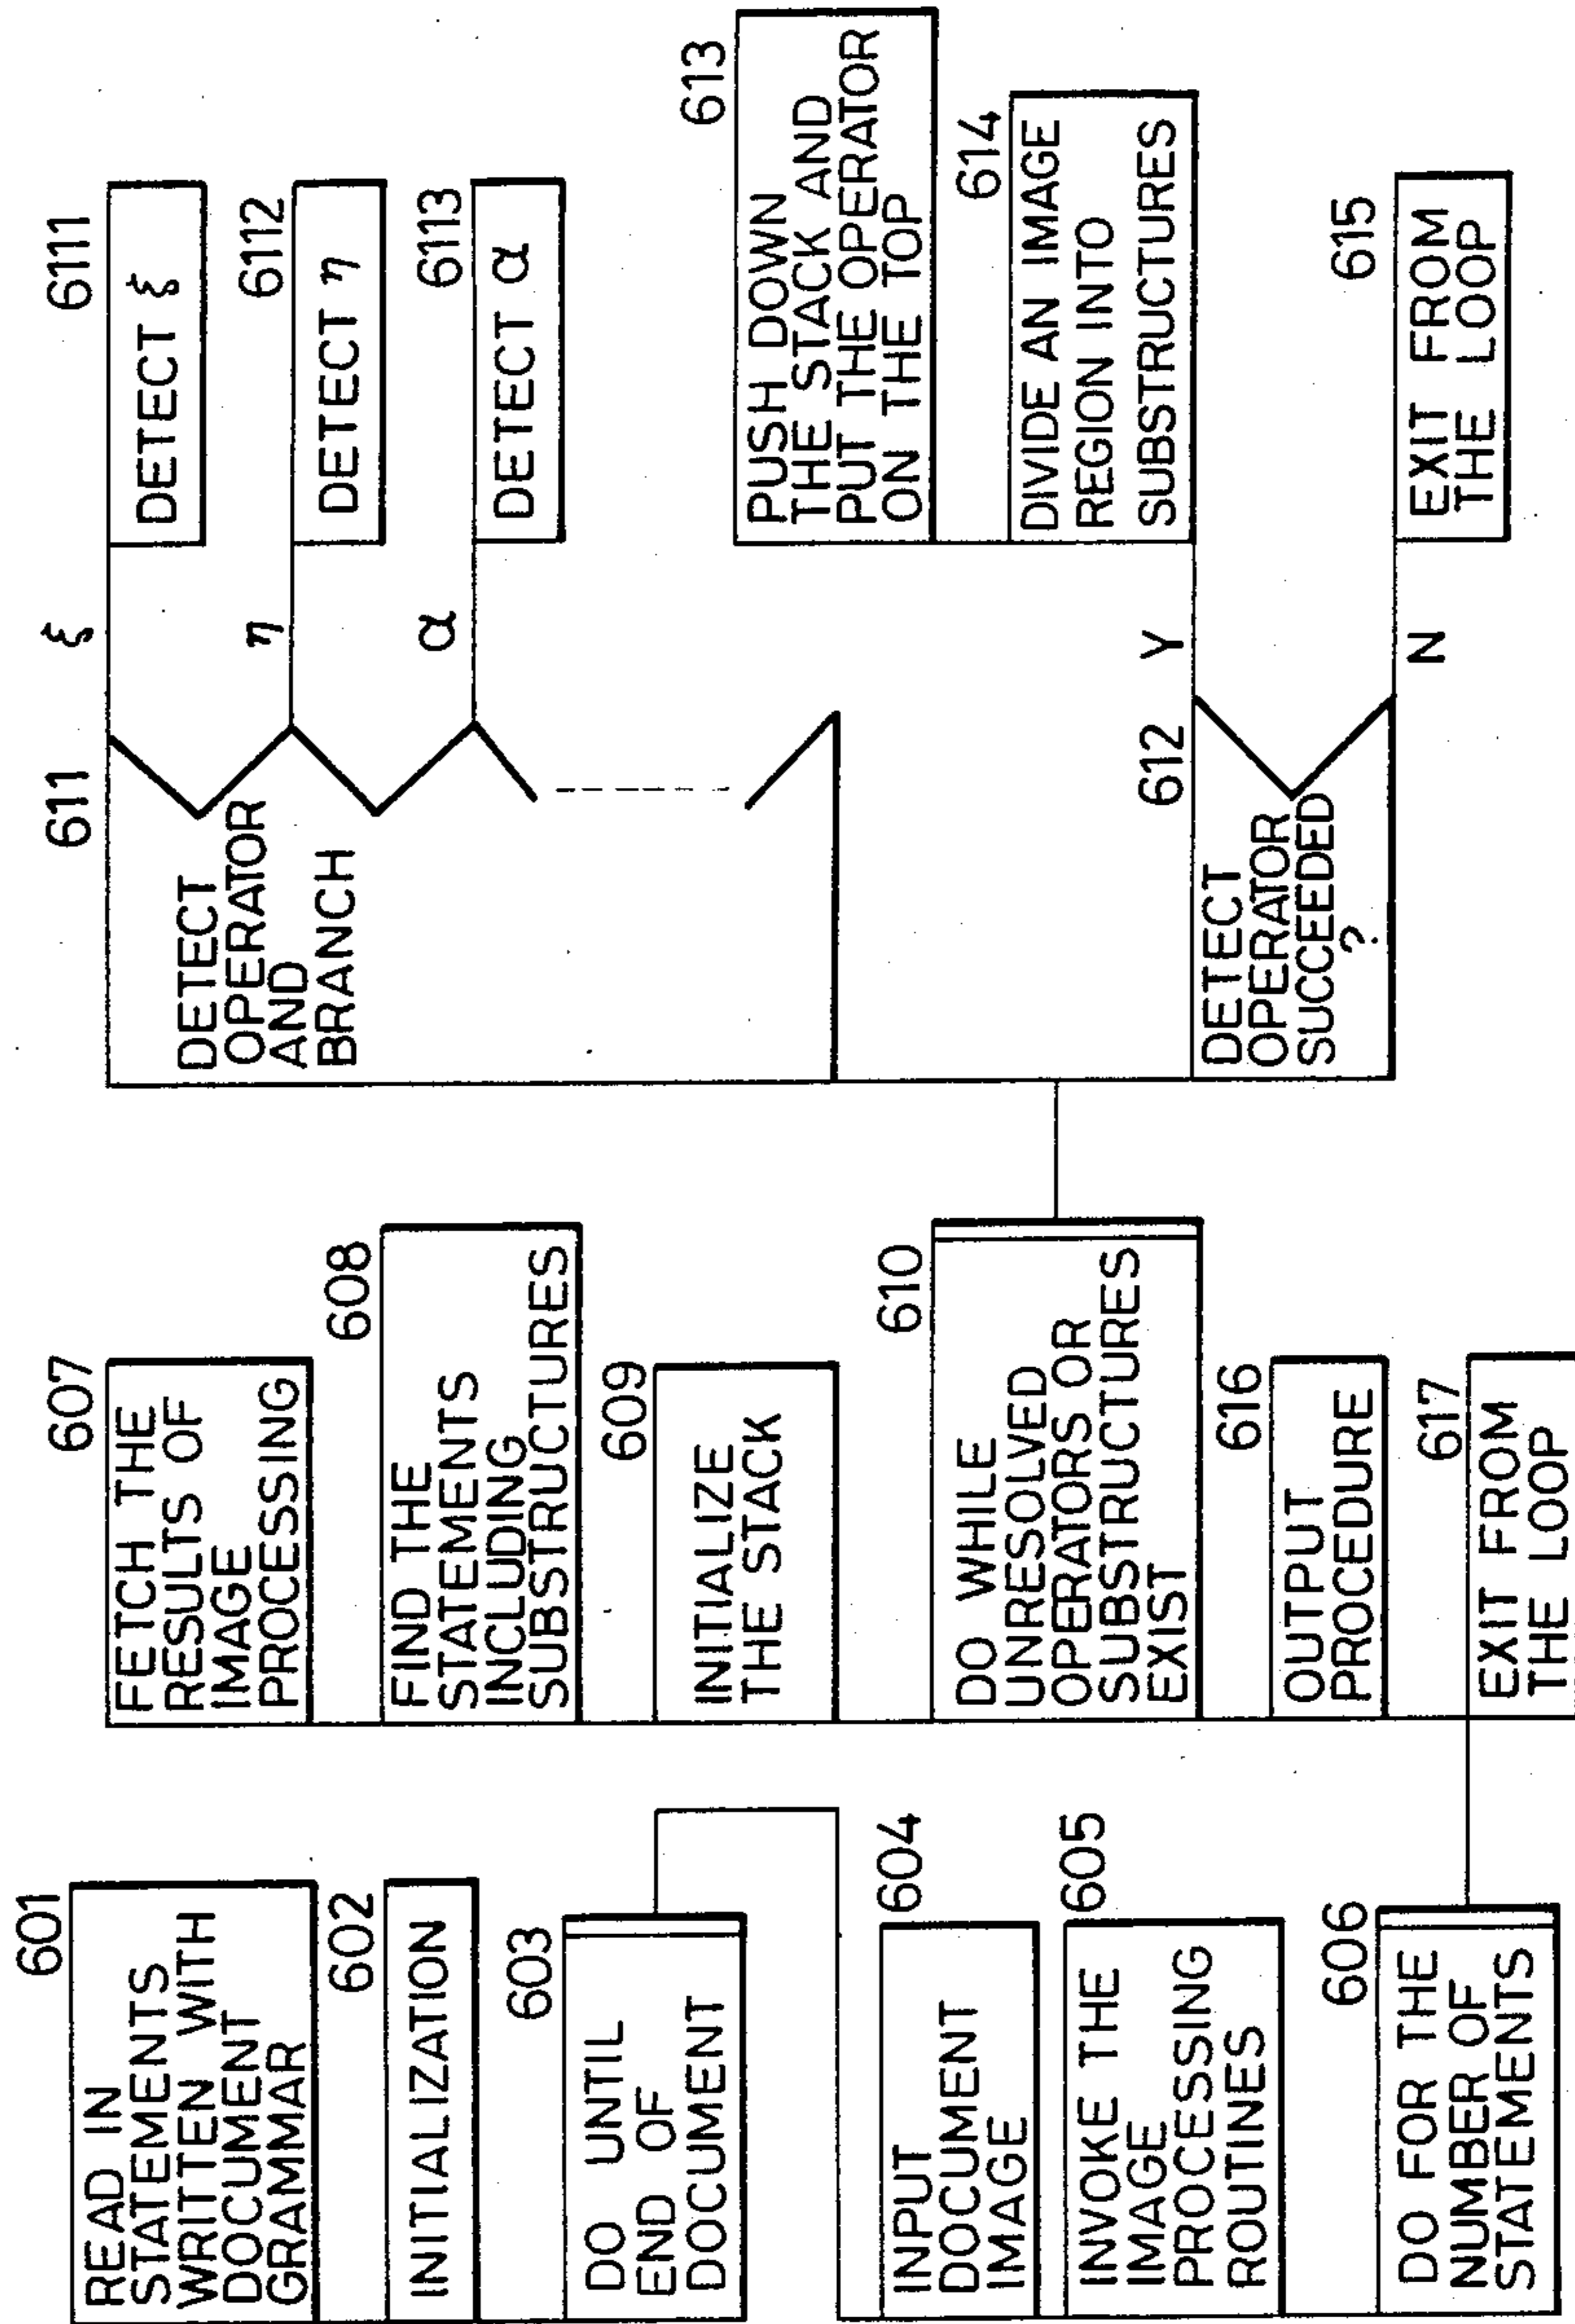 601
READ IN
STATEMENTS
WRITTEN WITH
DOCUMENT
GRAMMAR
602
INITIALIZATION
603
DO UNTIL
END OF
DOCUMENT
604
INPUT
DOCUMENT
IMAGE
605
INVOKE THE
IMAGE
PROCESSING
ROUTINES
606
DO FOR THE
NUMBER OF
STATEMENTS
607
FETCH THE
RESULTS OF
IMAGE
PROCESSING
608
FIND THE
STATEMENTS
INCLUDING
SUBSTRUCTURES
609
INITIALIZE
THE STACK
610
DO WHILE
UNRESOLVED
OPERATORS OR
SUBSTRUCTURES
EXIST
616
OUTPUT
PROCEDURE
617
EXIT FROM
THE LOOP
611
DETECT
OPERATOR
AND
BRANCH
ξ
6111
DETECT ξ
η
6112
DETECT η
α
6113
DETECT α
612
DETECT
OPERATOR
SUCCEEDED
?
Y
613
PUSH DOWN
THE STACK AND
PUT THE OPERATOR
ON THE TOP
614
DIVIDE AN IMAGE
REGION INTO
SUBSTRUCTURES
N
615
EXIT FROM
THE LOOP